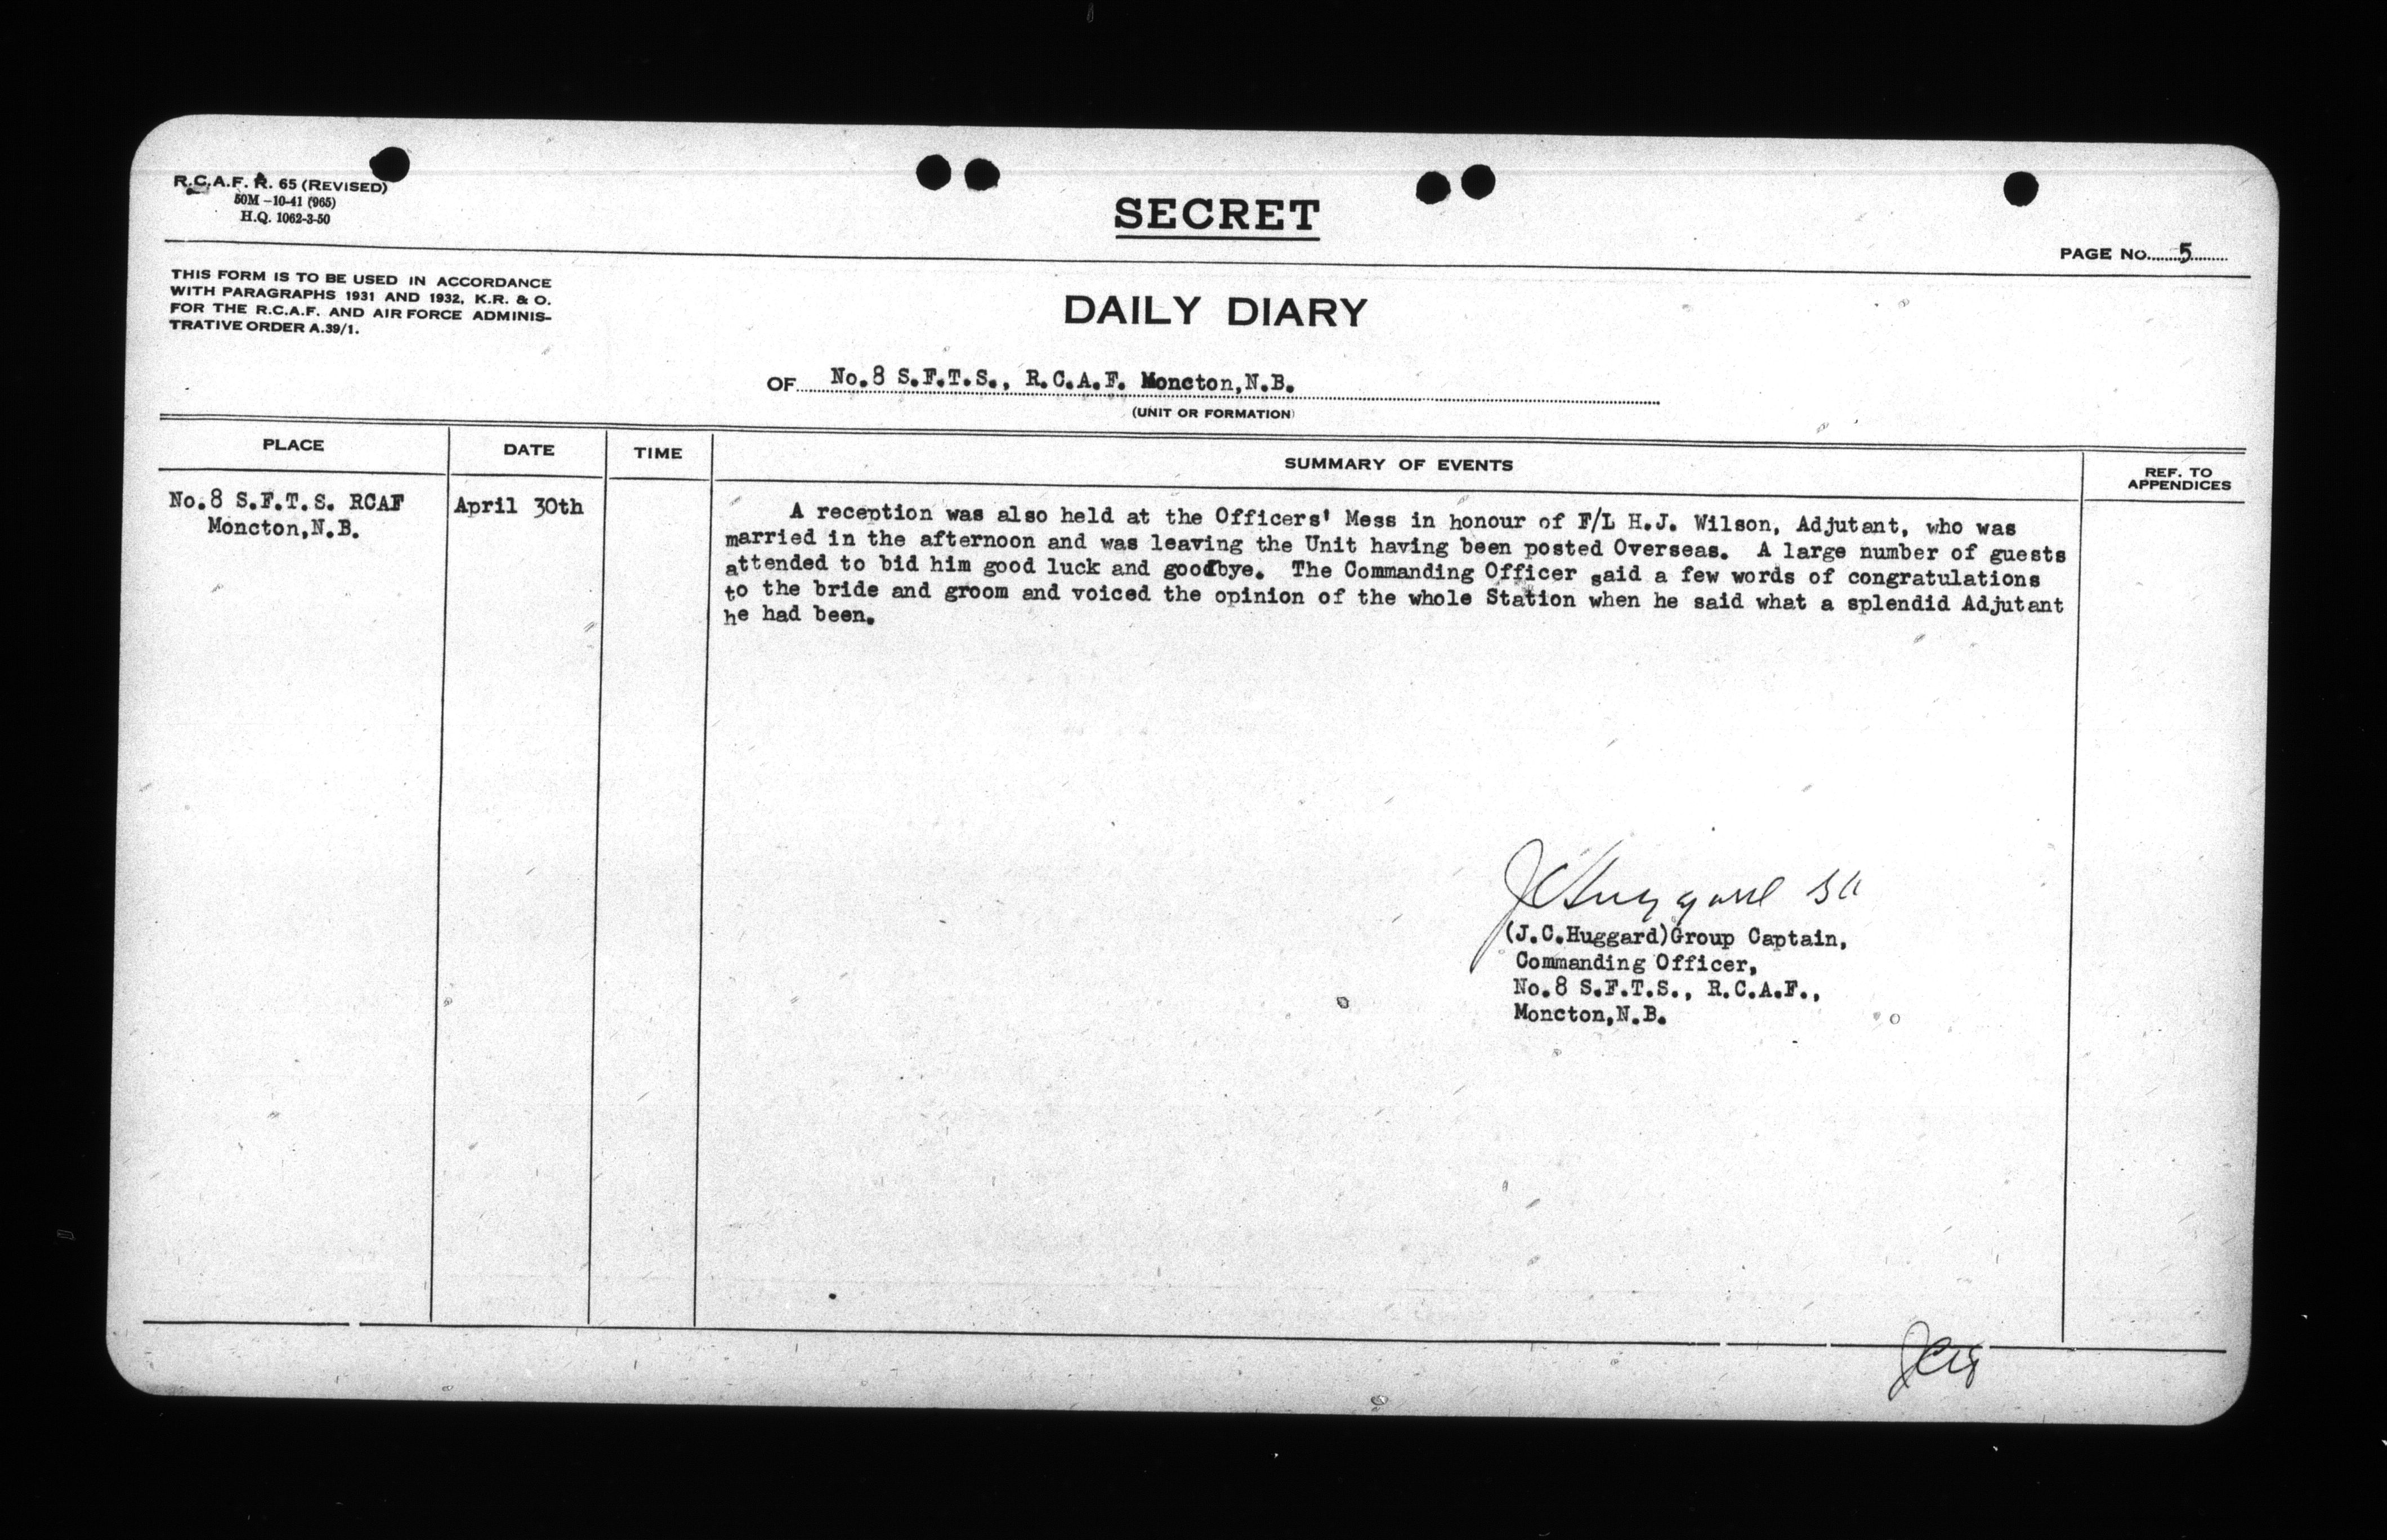 R.C.A.F. R. 65 (REVISED)
50M-10-41 (965)
H.Q. 1062-3-50
SECRET
PAGE NO. 5
THIS FORM IS TO BE USED IN ACCORDANCE
WITH PARAGRAPHS 1931 AND 1932, K.R. & O.
FOR THE R.C.A.F. AND AIR FORCE ADMINIS-
TRATIVE ORDER A.39/1.
DAILY DIARY
OF No.8 S.F.T.S., R.C.A.F. Moncton,N.B.
(UNIT OR FORMATION)
PLACE DATE TIME SUMMARY OF EVENTS REF. TO APPENDICES
No.8 S.F.T.S. RCAF
Moncton,N.B.
April 30th
A reception was also held at the Officers' Mess in honour of F/L H.J. Wilson, Adjutant, who was
married in the afternoon and was leaving the Unit having been posted Overseas. A large number of guests
attended to bid him good luck and goodbye. The Commanding Officer said a few words of congratulations
to the bride and groom and voiced the opinion of the whole Station when he said what a splendid Adjutant
he had been.
JCHuggard
(J.C.Huggard)Group Captain,
Commanding Officer,
No.8 S.F.T.S., R.C.A.F.,
Moncton,N.B.